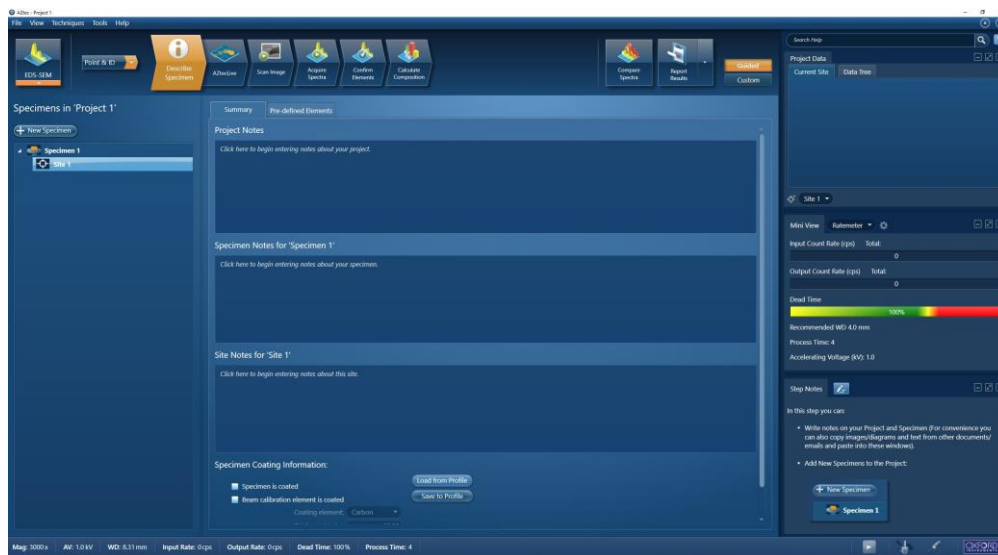 AZtec - Project 1
File View Techniques Tools Help
EDS-SEM
Point & ID
Describe
Specimen
AZtecLive
Scan Image
Acquire
Spectra
Confirm
Elements
Calculate
Composition
Compare
Spectra
Report
Results
Guided
Custom
Specimens in 'Project 1'
New Specimen
Specimen 1
Site 1
Summary Pre-defined Elements
Project Notes
Click here to begin entering notes about your project.
Specimen Notes for 'Specimen 1'
Click here to begin entering notes about your specimen.
Site Notes for 'Site 1'
Click here to begin entering notes about this site.
Specimen Coating Information:
Specimen is coated
Beam calibration element is coated
Coating element: Carbon
Load from Profile
Save to Profile
Search Help
Project Data
Current Site Data Tree
Site 1
Mini View Ratemeter
Input Count Rate (cps) Total:
0
Output Count Rate (cps) Total:
0
Dead Time
100%
Recommended WD 4.0 mm
Process Time: 4
Accelerating Voltage (kV): 1.0
Step Notes
In this step you can:
• Write notes on your Project and Specimen (For convenience you
can also copy images/diagrams and text from other documents/
emails and paste into these windows).
• Add New Specimens to the Project:
New Specimen
Specimen 1
Mag: 3000 x AV: 1.0 kV WD: 8.31 mm Input Rate: 0 cps Output Rate: 0 cps Dead Time: 100% Process Time: 4
OXFORD